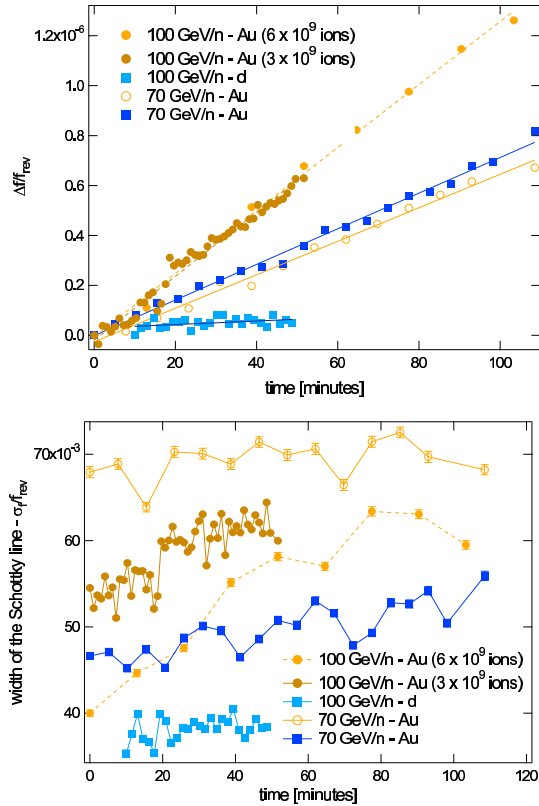 1.2x10⁻⁶
1.0
0.8
0.6
0.4
0.2
0.0
Δf/f_rev
100 GeV/n - Au (6 x 10⁹ ions)
100 GeV/n - Au (3 x 10⁹ ions)
100 GeV/n - d
70 GeV/n - Au
70 GeV/n - Au
0 20 40 60 80 100
time [minutes]
70x10⁻³
60
50
40
width of the Schottky line - σ_f/f_rev
100 GeV/n - Au (6 x 10⁹ ions)
100 GeV/n - Au (3 x 10⁹ ions)
100 GeV/n - d
70 GeV/n - Au
70 GeV/n - Au
0 20 40 60 80 100 120
time [minutes]